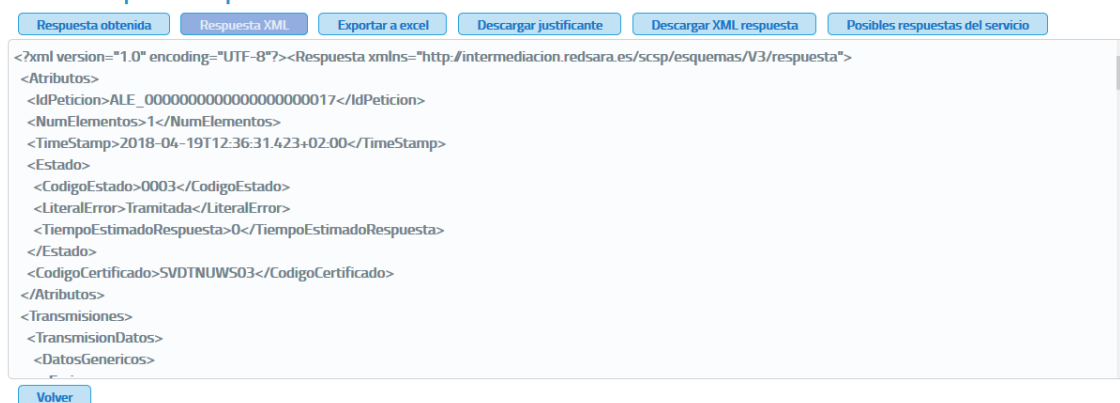 Respuesta obtenida Respuesta XML Exportar a excel Descargar justificante Descargar XML respuesta Posibles respuestas del servicio
<?xml version="1.0" encoding="UTF-8"?><Respuesta xmlns="http://intermediacion.redsara.es/scsp/esquemas/V3/respuesta">
<Atributos>
<IdPeticion>ALE_0000000000000000000017</IdPeticion>
<NumElementos>1</NumElementos>
<TimeStamp>2018-04-19T12:36:31.423+02:00</TimeStamp>
<Estado>
<CodigoEstado>0003</CodigoEstado>
<LiteralError>Tramitada</LiteralError>
<TiempoEstimadoRespuesta>0</TiempoEstimadoRespuesta>
</Estado>
<CodigoCertificado>SVDTNUWS03</CodigoCertificado>
</Atributos>
<Transmisiones>
<TransmisionDatos>
<DatosGenericos>
Volver